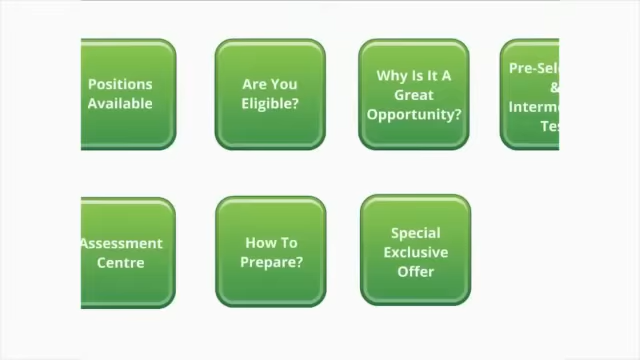 Positions
Available
Are You
Eligible?
Why Is It A
Great
Opportunity?
&
Assessment
Centre
How To
Prepare?
Special
Exclusive
Offer